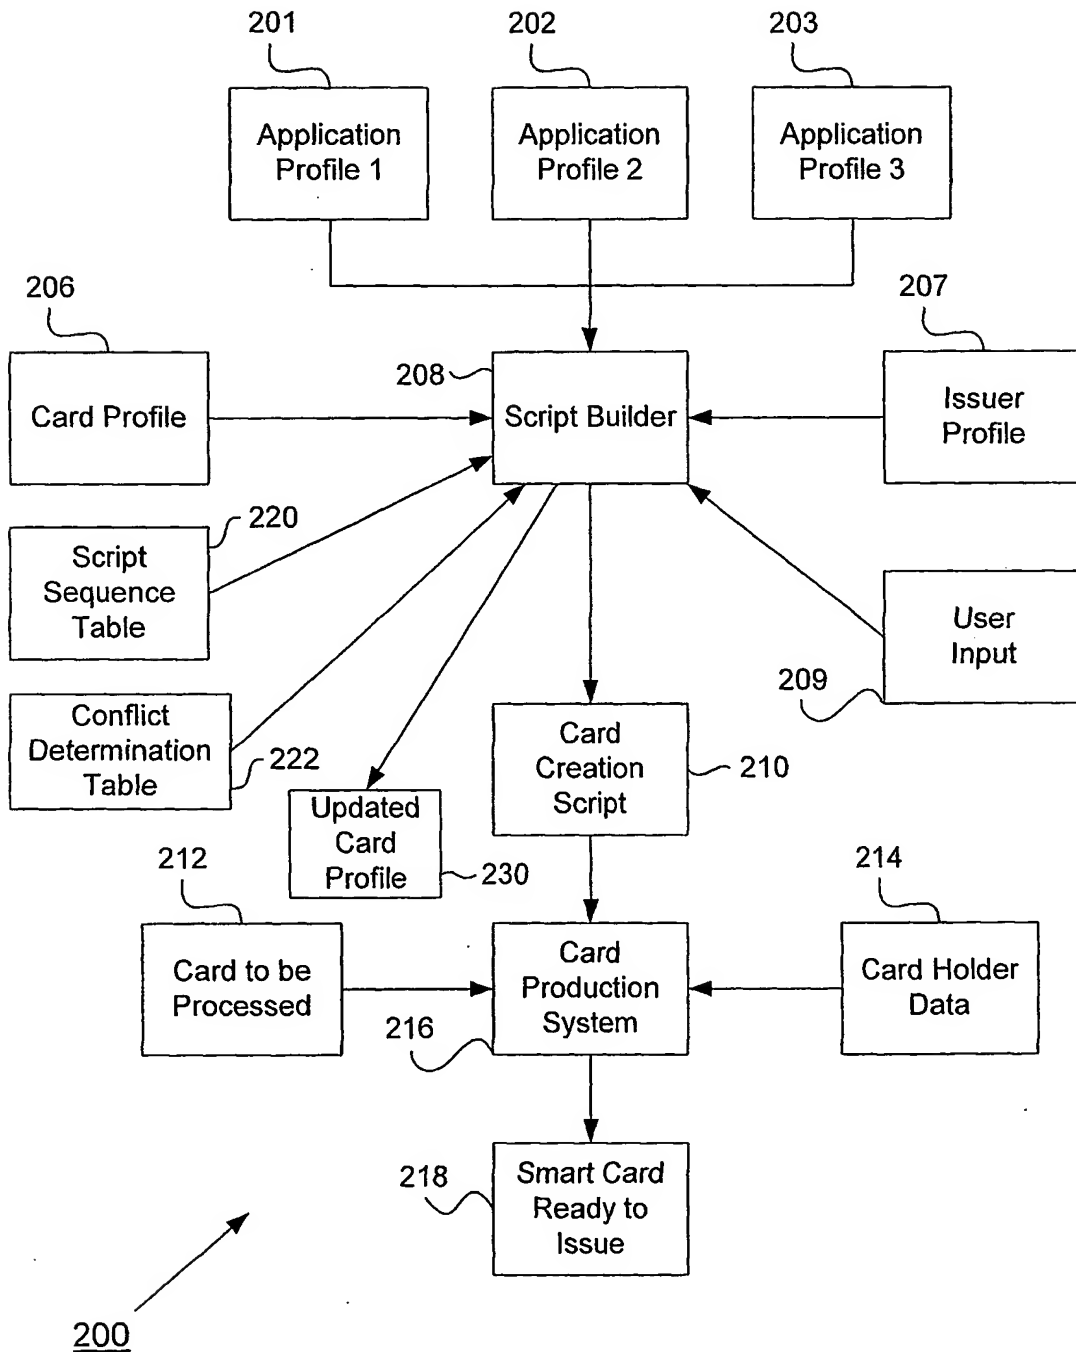 201
202
203
Application
Profile 1
Application
Profile 2
Application
Profile 3
206
207
208
Card Profile
Script Builder
Issuer
Profile
220
Script
Sequence
Table
User
Input
209
Conflict
Determination
Table
222
Card
Creation
Script
210
Updated
Card
Profile
230
212
214
Card to be
Processed
Card
Production
System
216
Card Holder
Data
218
Smart Card
Ready to
Issue
200